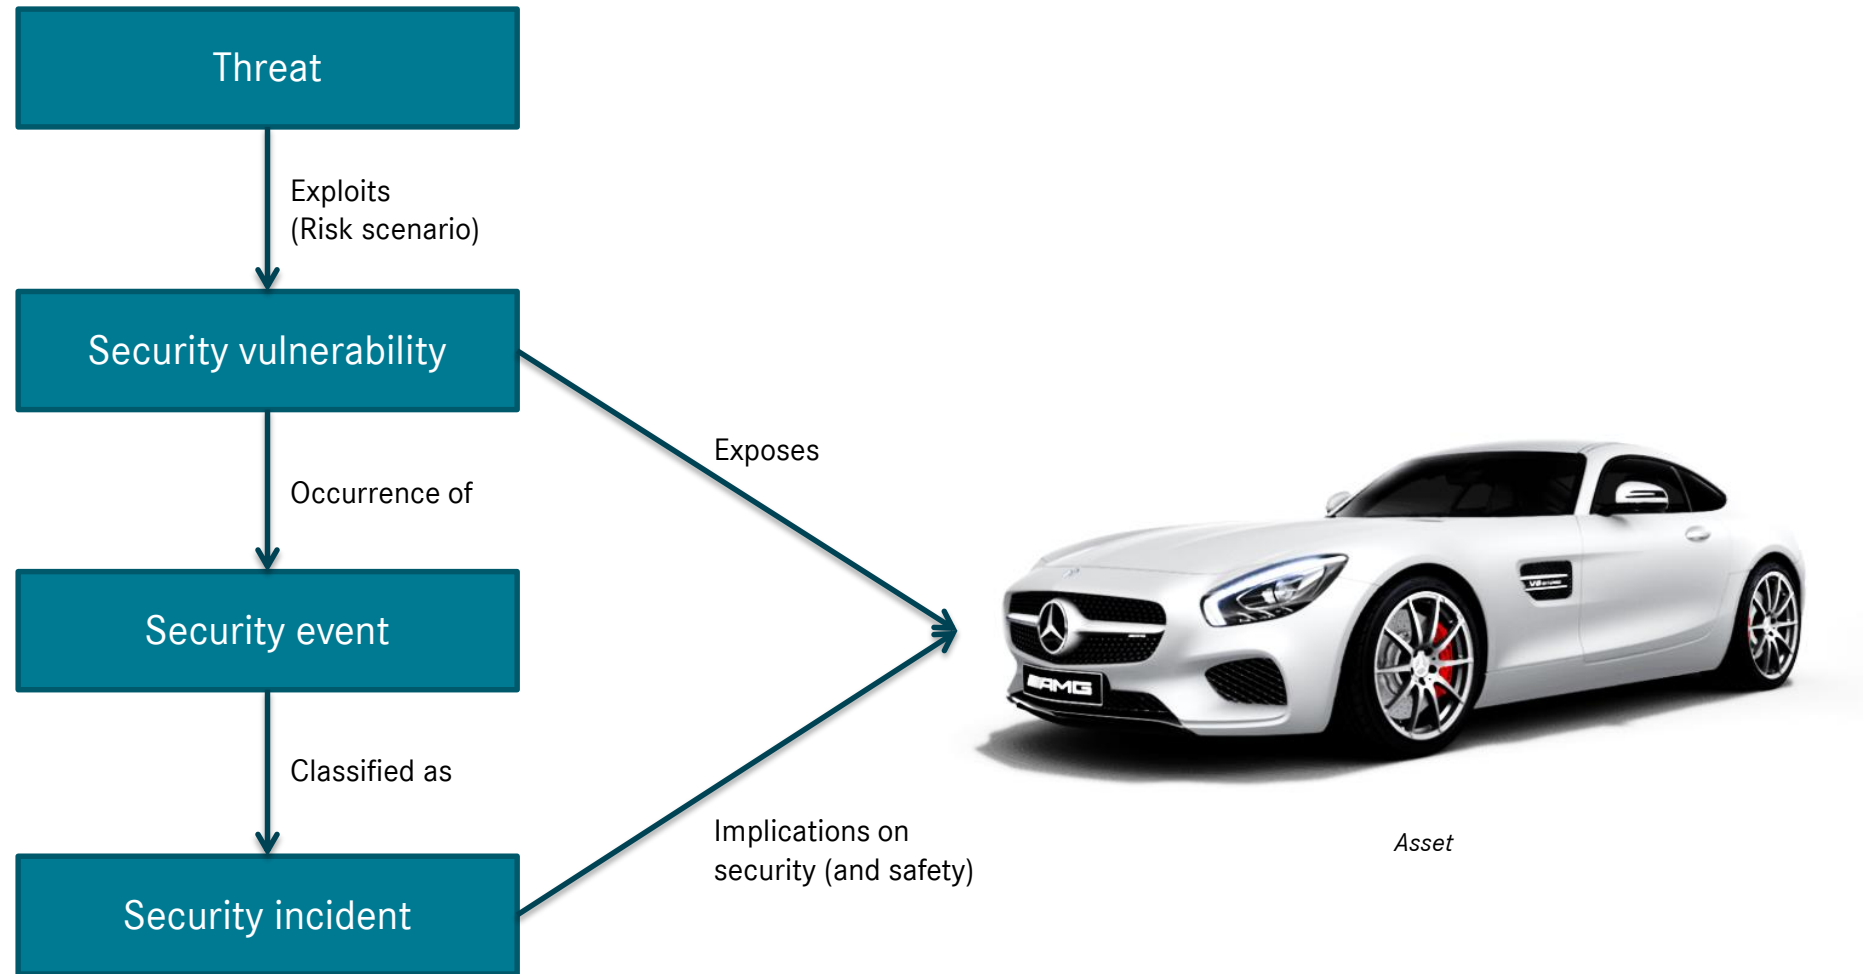 Threat
Exploits
(Risk scenario)
Security vulnerability
Exposes
Occurrence of
Security event
Classified as
Implications on
security (and safety)
Asset
Security incident
AMG